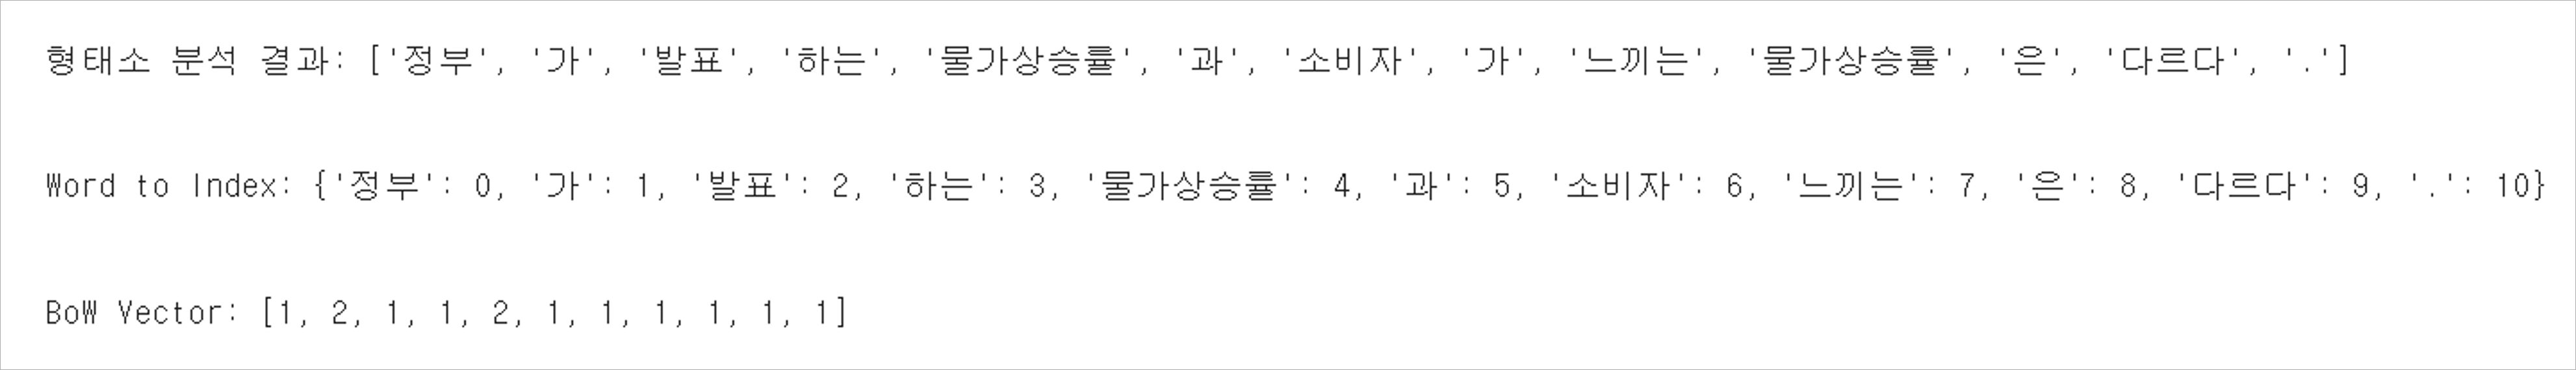 형태소 분석 결과: ['정부', '가', '발표', '하는', '물가상승률', '과', '소비자', '가', '느끼는', '물가상승률', '은', '다르다', '.']
Word to Index: {'정부': 0, '가': 1, '발표': 2, '하는': 3, '물가상승률': 4, '과': 5, '소비자': 6, '느끼는': 7, '은': 8, '다르다': 9, '.': 10}
BoW Vector: [1, 2, 1, 1, 2, 1, 1, 1, 1, 1, 1]